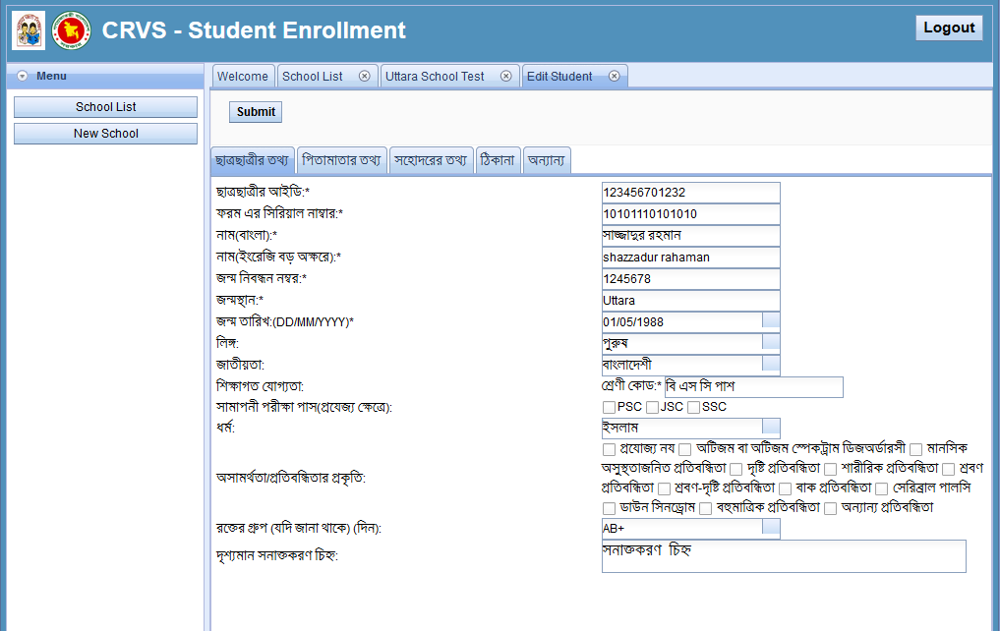 CRVS - Student Enrollment
Logout
Menu
School List
New School
Welcome School List Uttara School Test Edit Student
Submit
ছাত্রছাত্রীর তথ্য পিতামাতার তথ্য সহোদরের তথ্য ঠিকানা অন্যান্য
ছাত্রছাত্রীর আইডি:* 123456701232
ফরম এর সিরিয়াল নাম্বার:* 10101110101010
নাম(বাংলা):* সাজ্জাদুর রহমান
নাম(ইংরেজি বড় অক্ষরে):* shazzadur rahaman
জন্ম নিবন্ধন নম্বর:* 1245678
জন্মস্থান:* Uttara
জন্ম তারিখ:(DD/MM/YYYY)* 01/05/1988
লিঙ্গ: পুরুষ
জাতীয়তা: বাংলাদেশী
শিক্ষাগত যোগ্যতা: শ্রেণী কোড:* বি এস সি পাশ
সামাপনী পরীক্ষা পাস(প্রযেজ্য ক্ষেত্রে): PSC JSC SSC
ধর্ম: ইসলাম
প্রযোজ্য নয অটিজম বা অটিজম স্পেকট্রাম ডিজঅর্ডারসী মানসিক
অসুস্থতাজনিত প্রতিবন্ধিতা দৃষ্টি প্রতিবন্ধিতা শারীরিক প্রতিবন্ধিতা শ্রবণ
অসামর্থতা/প্রতিবন্ধিতার প্রকৃতি:
প্রতিবন্ধিতা শ্রবণ-দৃষ্টি প্রতিবন্ধিতা বাক প্রতিবন্ধিতা সেরিব্রাল পালসি
ডাউন সিনড্রোম বহুমাত্রিক প্রতিবন্ধিতা অন্যান্য প্রতিবন্ধিতা
রক্তের গ্রুপ (যদি জানা থাকে) (দিন): AB+
দৃশ্যমান সনাক্তকরণ চিহ্ন: সনাক্তকরণ চিহ্ন